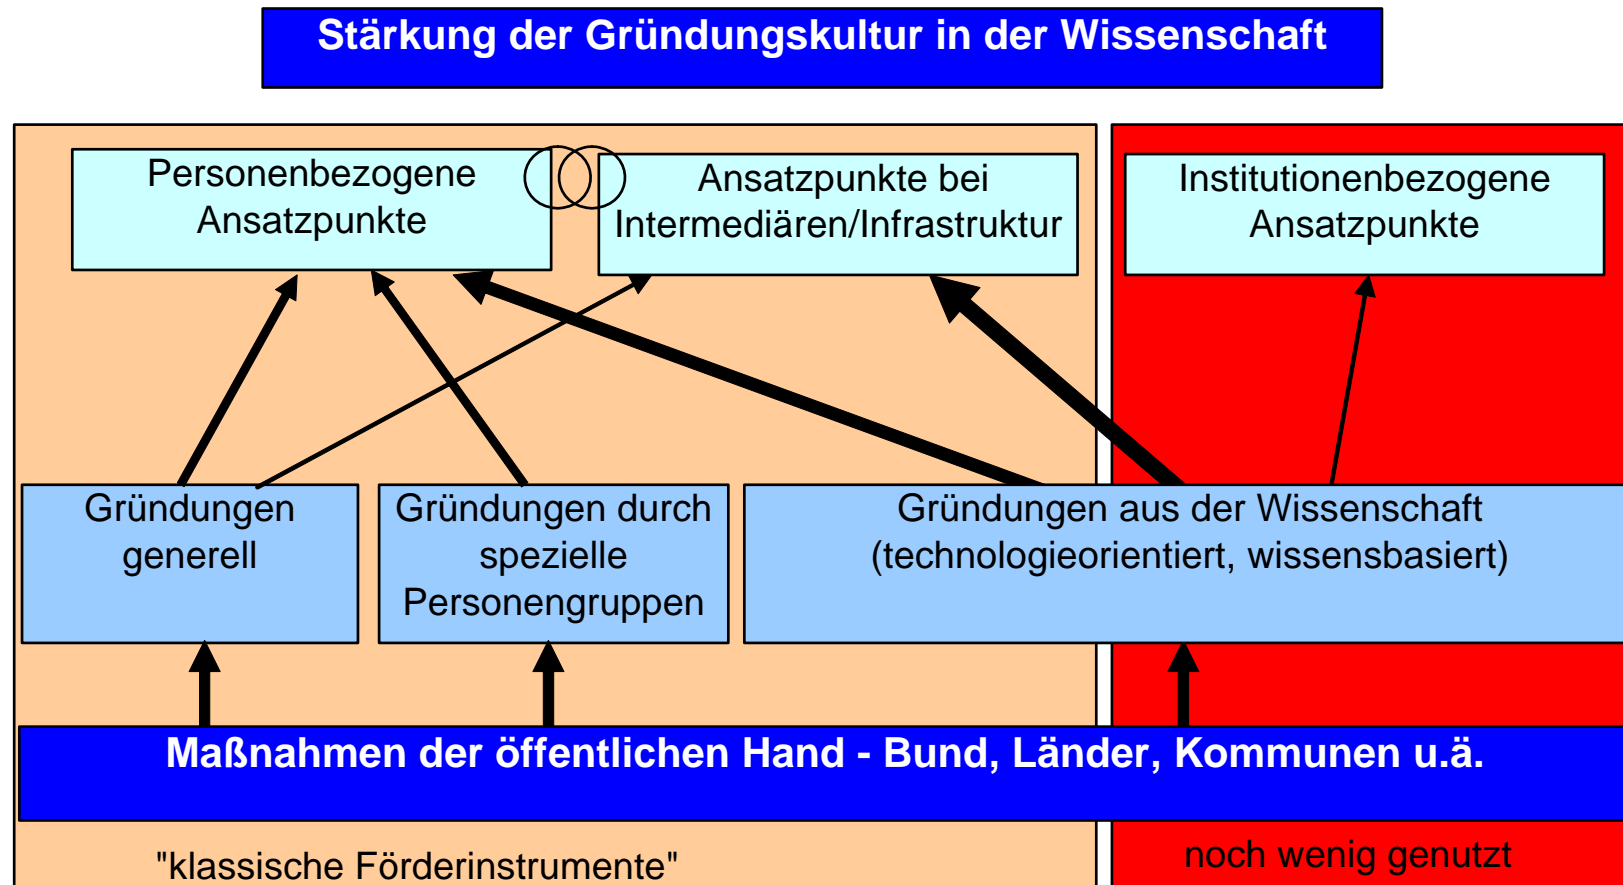 Stärkung der Gründungskultur in der Wissenschaft
Personenbezogene
Ansatzpunkte
Ansatzpunkte bei
Intermediären/Infrastruktur
Institutionenbezogene
Ansatzpunkte
Gründungen
generell
Gründungen durch
spezielle
Personengruppen
Gründungen aus der Wissenschaft
(technologieorientiert, wissensbasiert)
Maßnahmen der öffentlichen Hand - Bund, Länder, Kommunen u.ä.
"klassische Förderinstrumente"
noch wenig genutzt